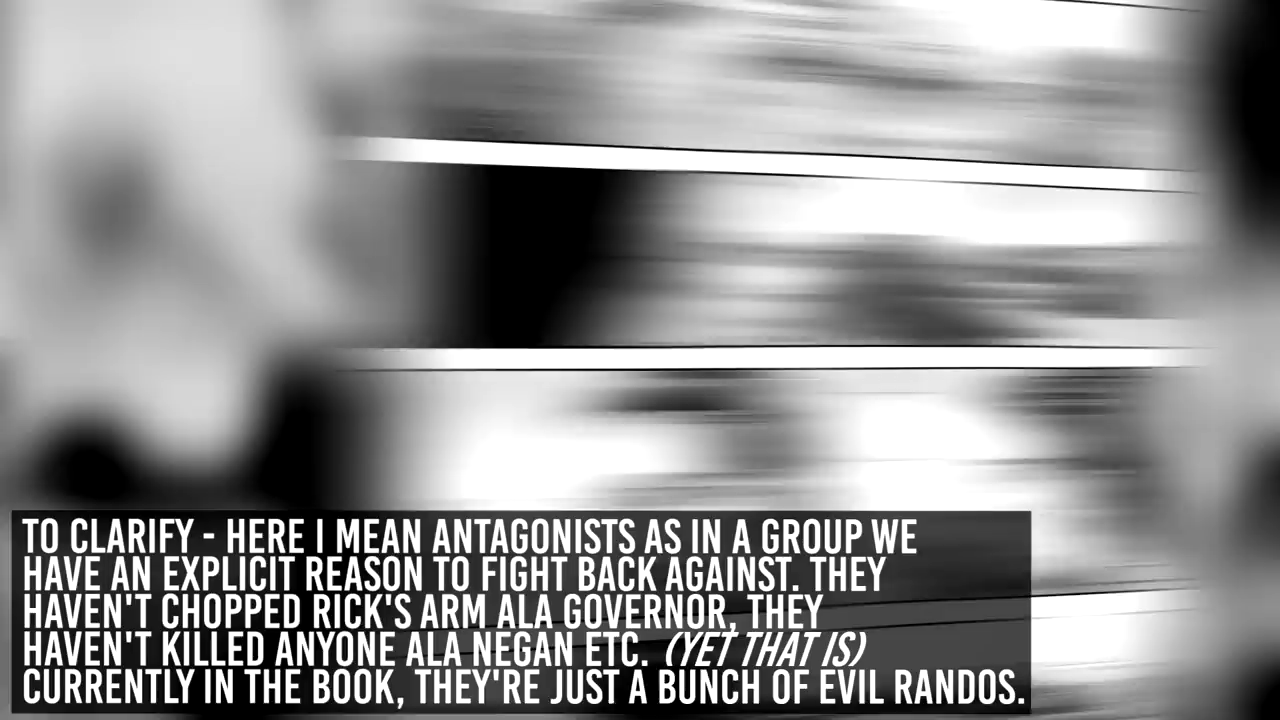 TO CLARIFY - HERE I MEAN ANTAGONISTS AS IN A GROUP WE
HAVE AN EXPLICIT REASON TO FIGHT BACK AGAINST. THEY
HAVEN'T CHOPPED RICK'S ARM ALA GOVERNOR, THEY
HAVEN'T KILLED ANYONE ALA NEGAN ETC. (YET THAT IS)
CURRENTLY IN THE BOOK, THEY'RE JUST A BUNCH OF EVIL RANDOS.